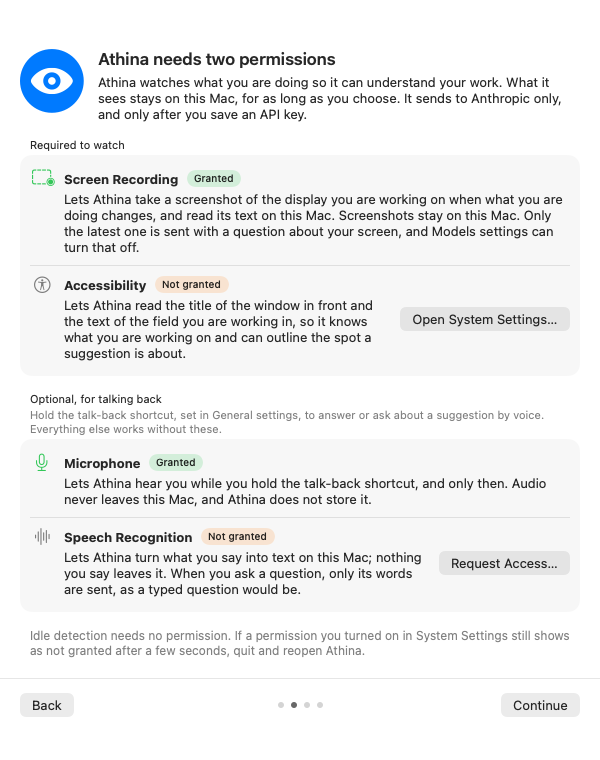 Athina needs two permissions
Athina watches what you are doing so it can understand your work. What it
sees stays on this Mac, for as long as you choose. It sends to Anthropic only,
and only after you save an API key.
Required to watch
Screen Recording Granted
Lets Athina take a screenshot of the display you are working on when what you are
doing changes, and read its text on this Mac. Screenshots stay on this Mac. Only
the latest one is sent with a question about your screen, and Models settings can
turn that off.
Accessibility Not granted
Lets Athina read the title of the window in front and
the text of the field you are working in, so it knows
what you are working on and can outline the spot a
suggestion is about.
Open System Settings...
Optional, for talking back
Hold the talk-back shortcut, set in General settings, to answer or ask about a suggestion by voice.
Everything else works without these.
Microphone Granted
Lets Athina hear you while you hold the talk-back shortcut, and only then. Audio
never leaves this Mac, and Athina does not store it.
Speech Recognition Not granted
Lets Athina turn what you say into text on this Mac; nothing
you say leaves it. When you ask a question, only its words
are sent, as a typed question would be.
Request Access...
Idle detection needs no permission. If a permission you turned on in System Settings still shows
as not granted after a few seconds, quit and reopen Athina.
Back
Continue